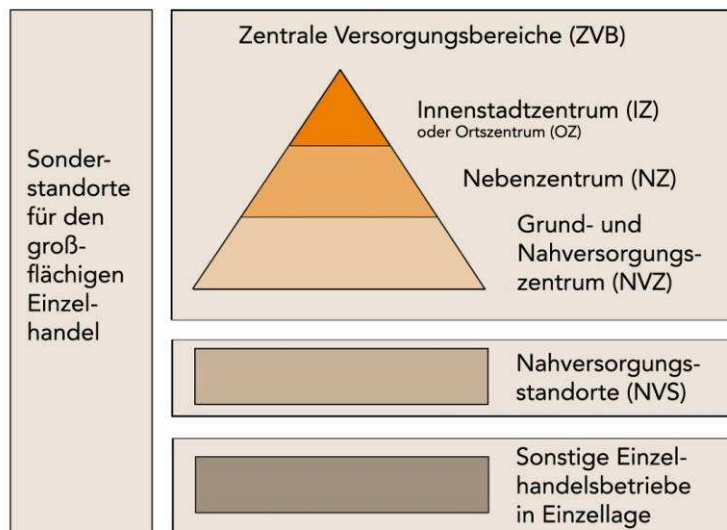 Zentrale Versorgungsbereiche (ZVB)
Innenstadtzentrum (IZ)
oder Ortszentrum (OZ)
Nebenzentrum (NZ)
Grund- und
Nahversorgungs-
zentrum (NVZ)
Sonder-
standorte
für den
groß-
flächigen
Einzel-
handel
Nahversorgungs-
standorte (NVS)
Sonstige Einzel-
handelsbetriebe
in Einzellage